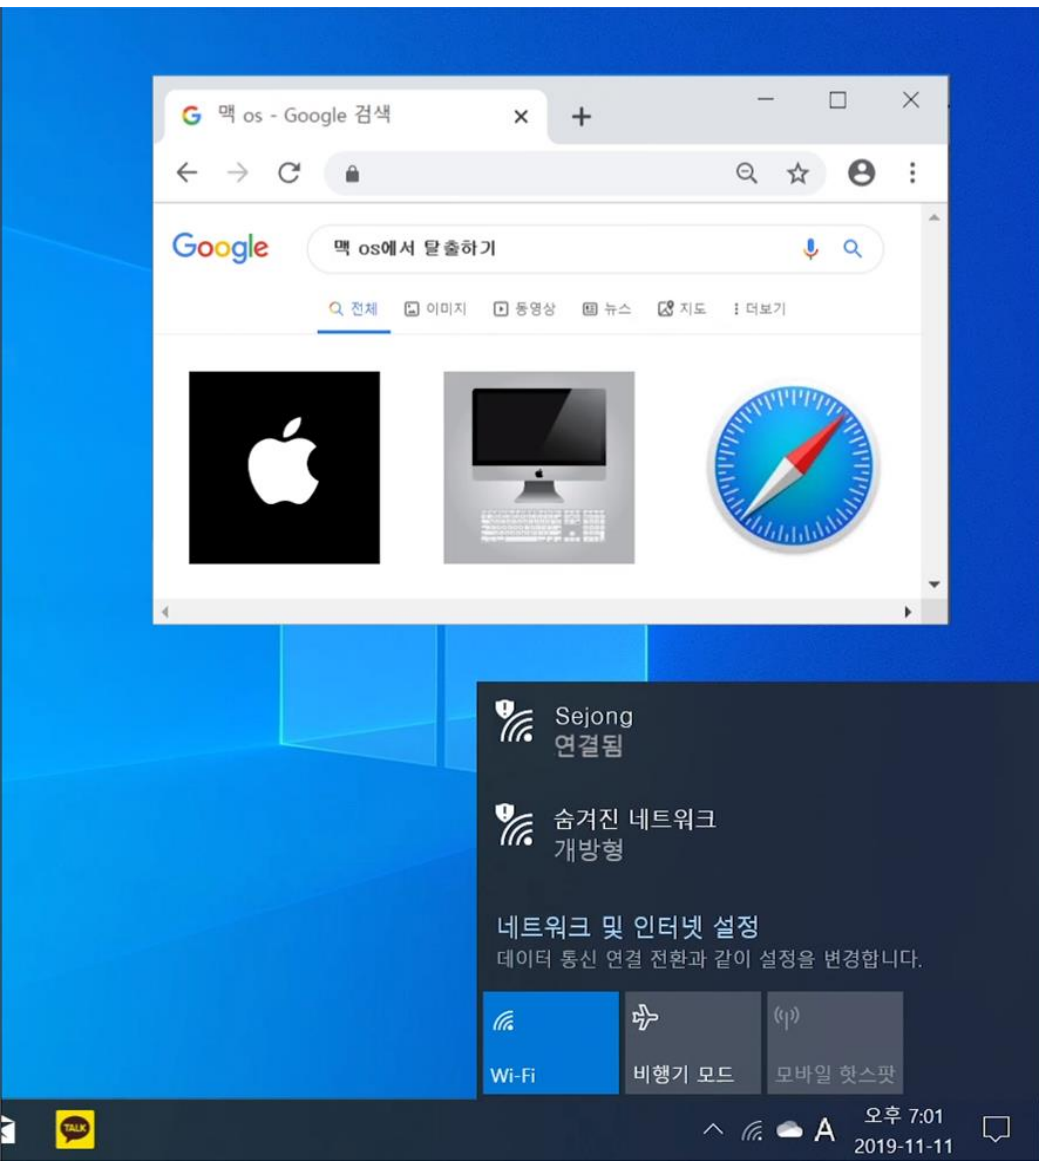 맥 os - Google 검색
Google
맥 os에서 탈출하기
전체 이미지 동영상 뉴스 지도 더보기
Sejong
연결됨
숨겨진 네트워크
개방형
네트워크 및 인터넷 설정
데이터 통신 연결 전환과 같이 설정을 변경합니다.
Wi-Fi 비행기 모드 모바일 핫스팟
TALK
A
오후 7:01
2019-11-11